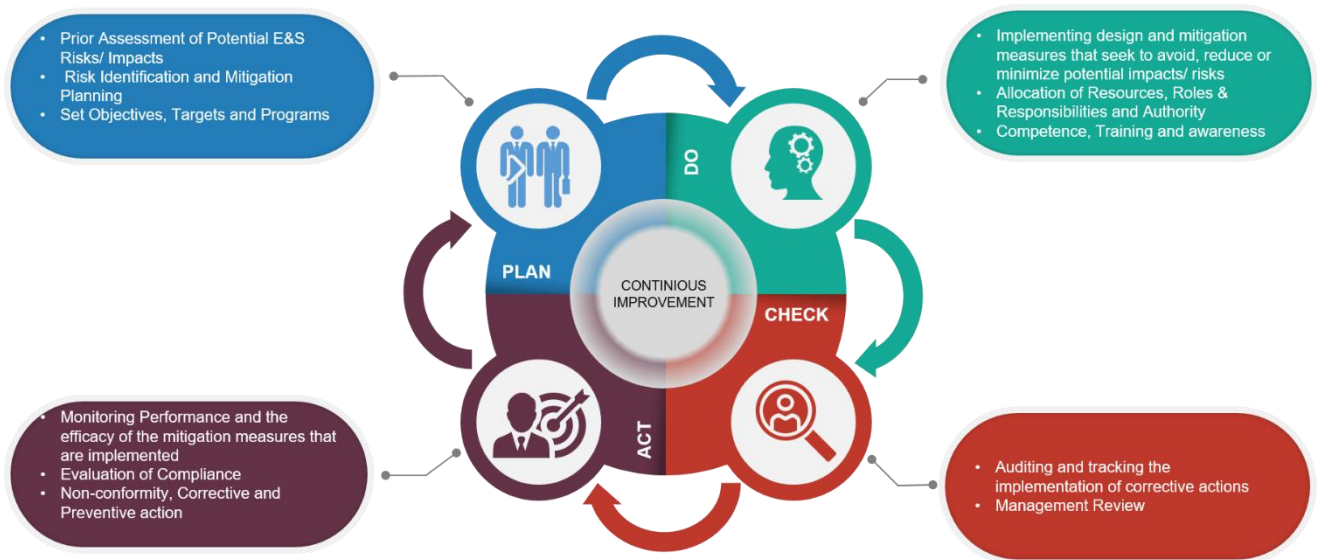 • Prior Assessment of Potential E&S
Risks/ Impacts
• Risk Identification and Mitigation
Planning
• Set Objectives, Targets and Programs
• Implementing design and mitigation
measures that seek to avoid, reduce or
minimize potential impacts/ risks
• Allocation of Resources, Roles &
Responsibilities and Authority
• Competence, Training and awareness
PLAN
DO
CONTINIOUS
IMPROVEMENT
CHECK
ACT
• Monitoring Performance and the
efficacy of the mitigation measures that
are implemented
• Evaluation of Compliance
• Non-conformity, Corrective and
Preventive action
• Auditing and tracking the
implementation of corrective actions
• Management Review